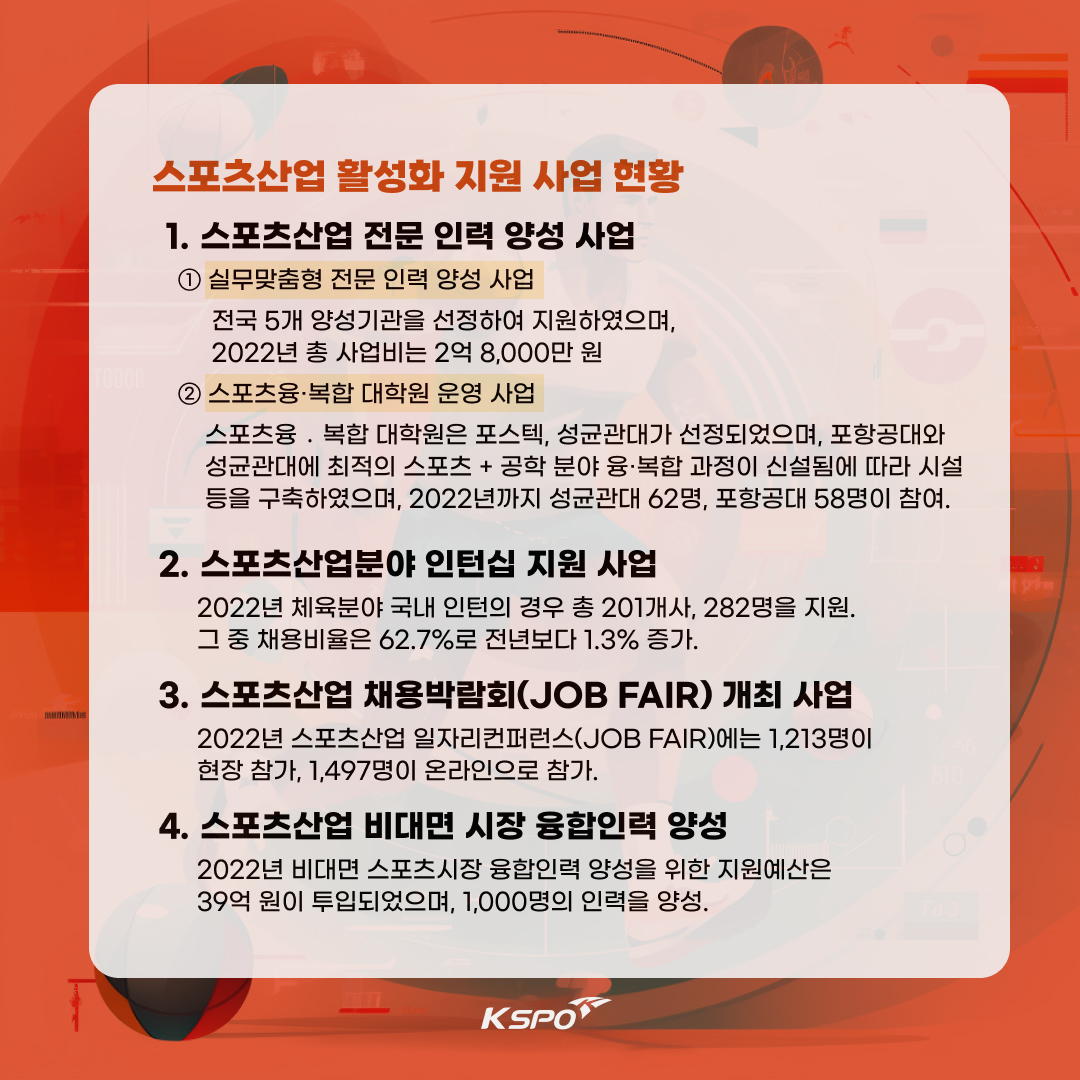 스포츠산업 활성화 지원 사업 현황
1. 스포츠산업 전문 인력 양성 사업
① 실무맞춤형 전문 인력 양성 사업
전국 5개 양성기관을 선정하여 지원하였으며,
2022년 총 사업비는 2억 8,000만 원
② 스포츠융·복합 대학원 운영 사업
스포츠융 . 복합 대학원은 포스텍, 성균관대가 선정되었으며, 포항공대와
성균관대에 최적의 스포츠 + 공학 분야 융·복합 과정이 신설됨에 따라 시설
등을 구축하였으며, 2022년까지 성균관대 62명, 포항공대 58명이 참여.
2. 스포츠산업분야 인턴십 지원 사업
2022년 체육분야 국내 인턴의 경우 총 201개사, 282명을 지원.
그 중 채용비율은 62.7%로 전년보다 1.3% 증가.
3. 스포츠산업 채용박람회(JOB FAIR) 개최 사업
2022년 스포츠산업 일자리컨퍼런스(JOB FAIR)에는 1,213명이
현장 참가, 1,497명이 온라인으로 참가.
4. 스포츠산업 비대면 시장 융합인력 양성
2022년 비대면 스포츠시장 융합인력 양성을 위한 지원예산은
39억 원이 투입되었으며, 1,000명의 인력을 양성.
KSPO